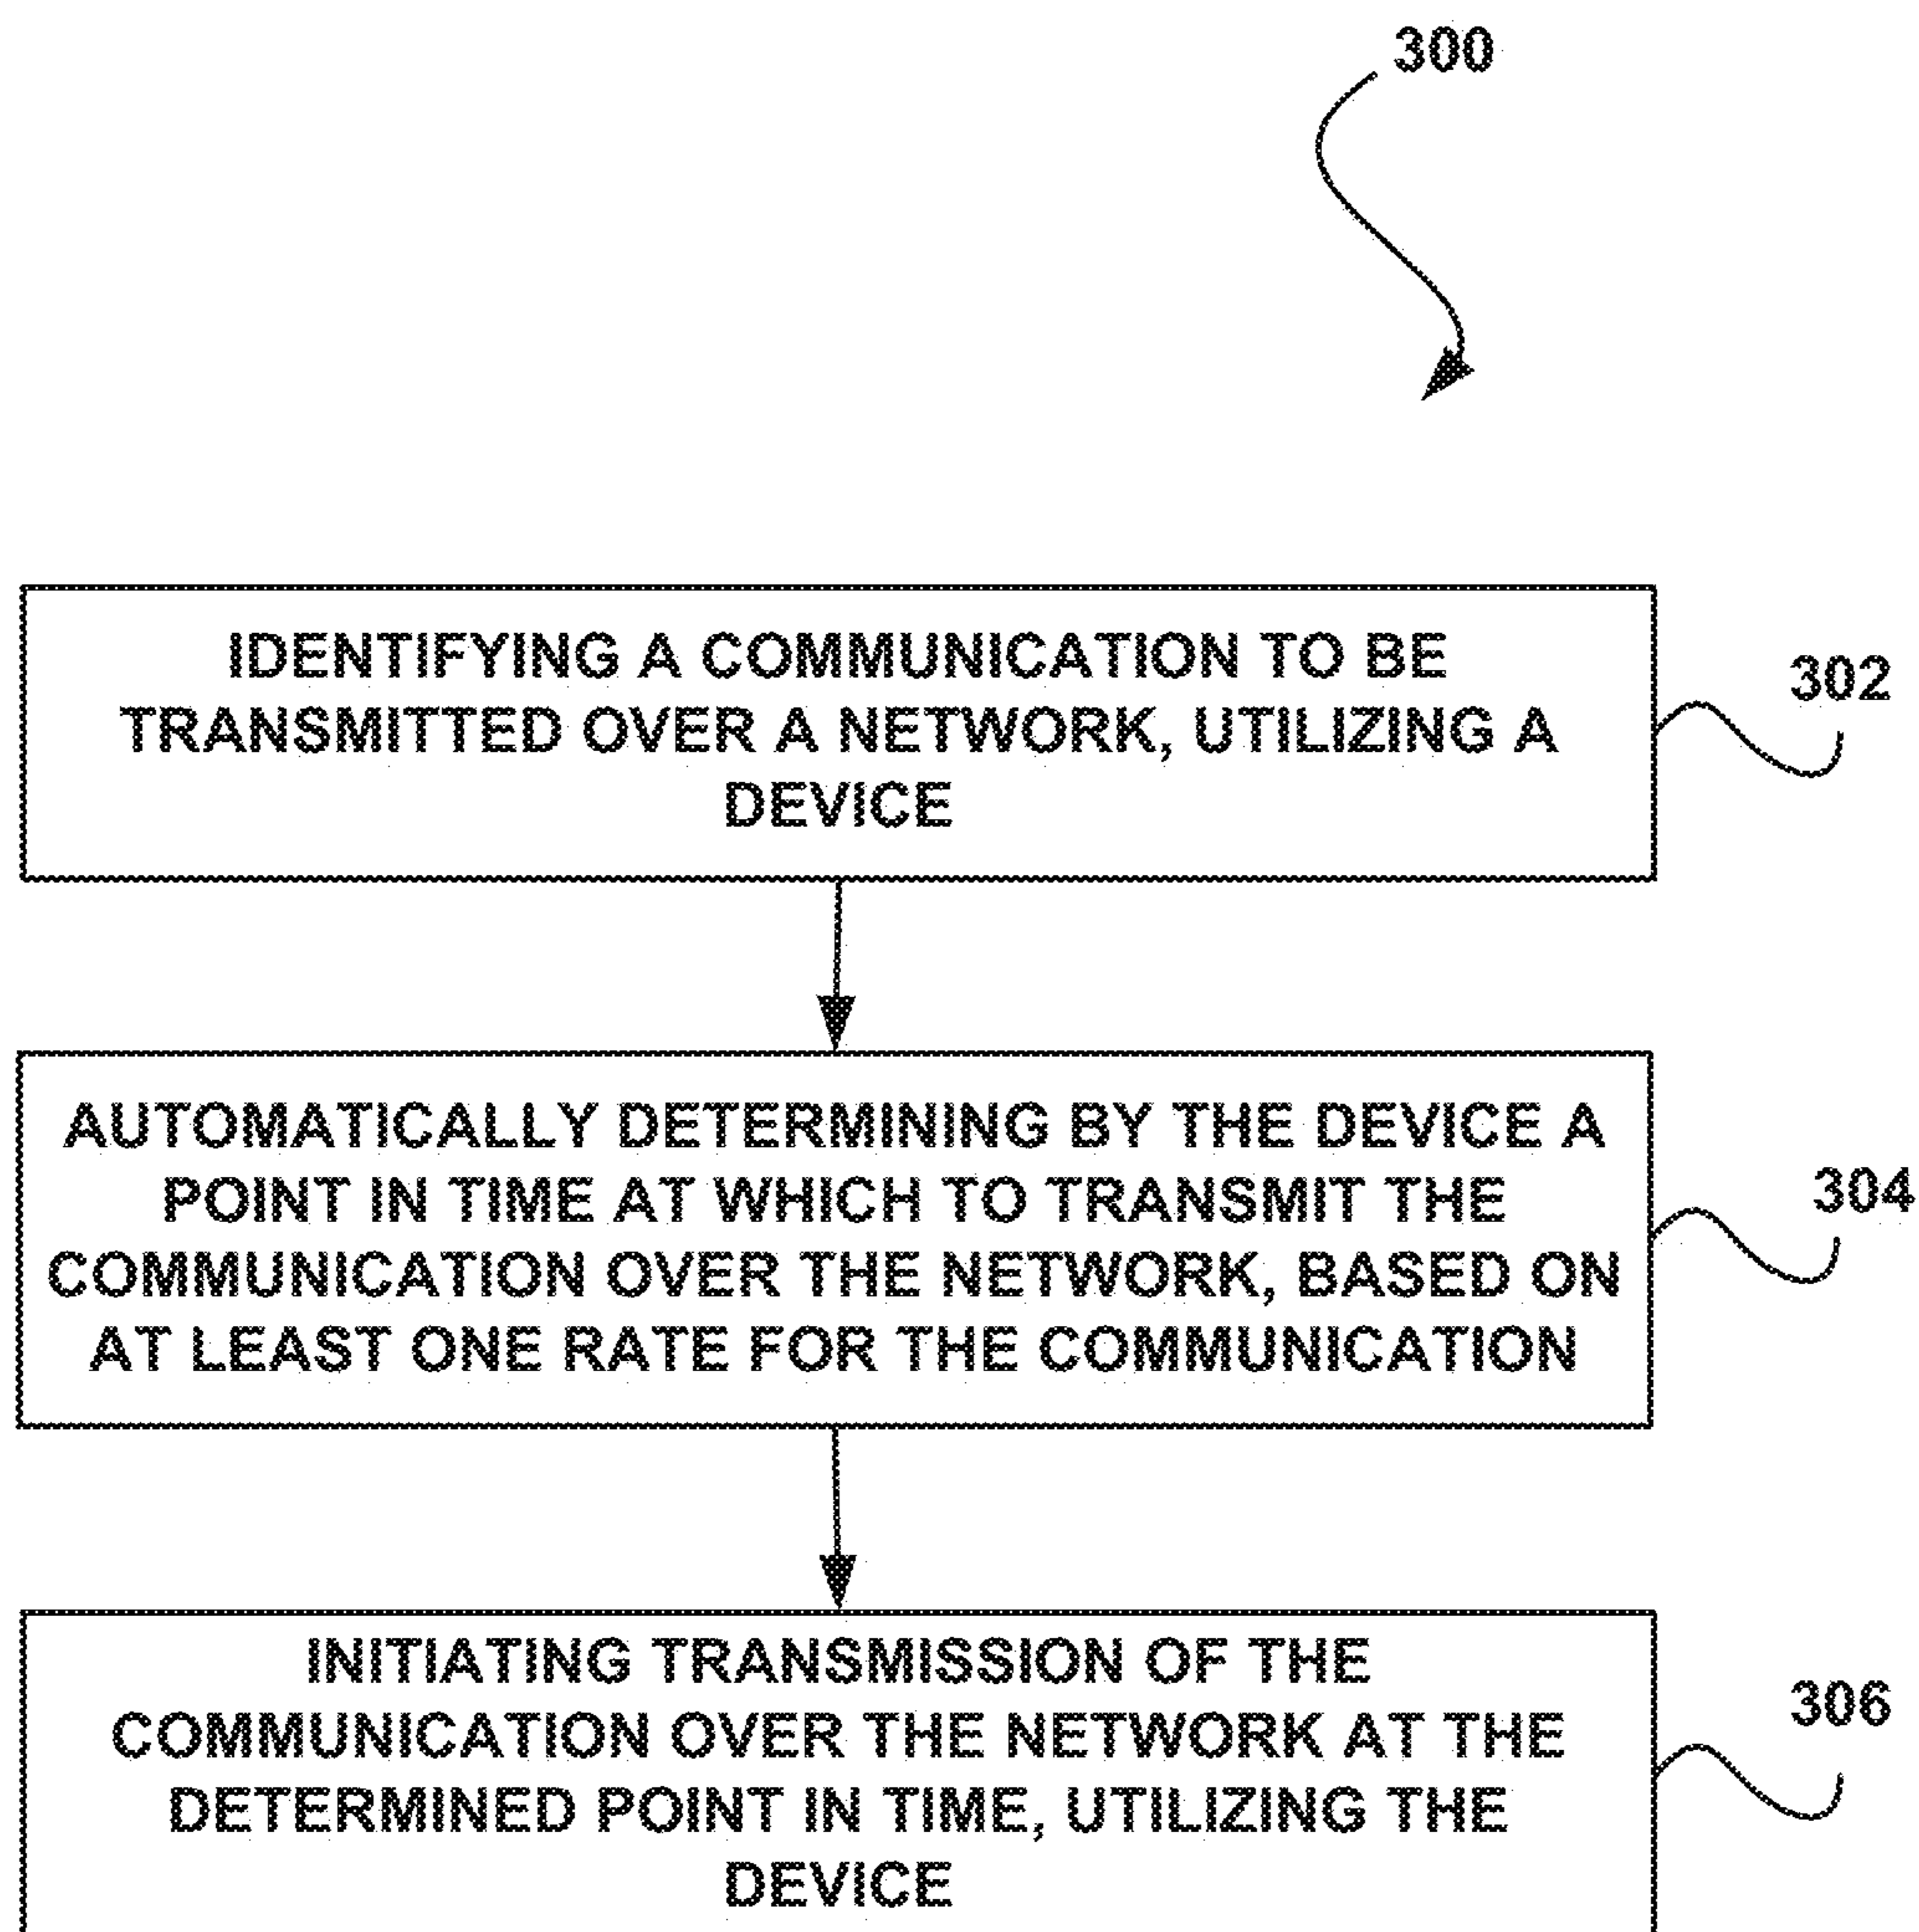 300
IDENTIFYING A COMMUNICATION TO BE
TRANSMITTED OVER A NETWORK, UTILIZING A
DEVICE
302
AUTOMATICALLY DETERMINING BY THE DEVICE A
POINT IN TIME AT WHICH TO TRANSMIT THE
COMMUNICATION OVER THE NETWORK, BASED ON
AT LEAST ONE RATE FOR THE COMMUNICATION
304
INITIATING TRANSMISSION OF THE
COMMUNICATION OVER THE NETWORK AT THE
DETERMINED POINT IN TIME, UTILIZING THE
DEVICE
306